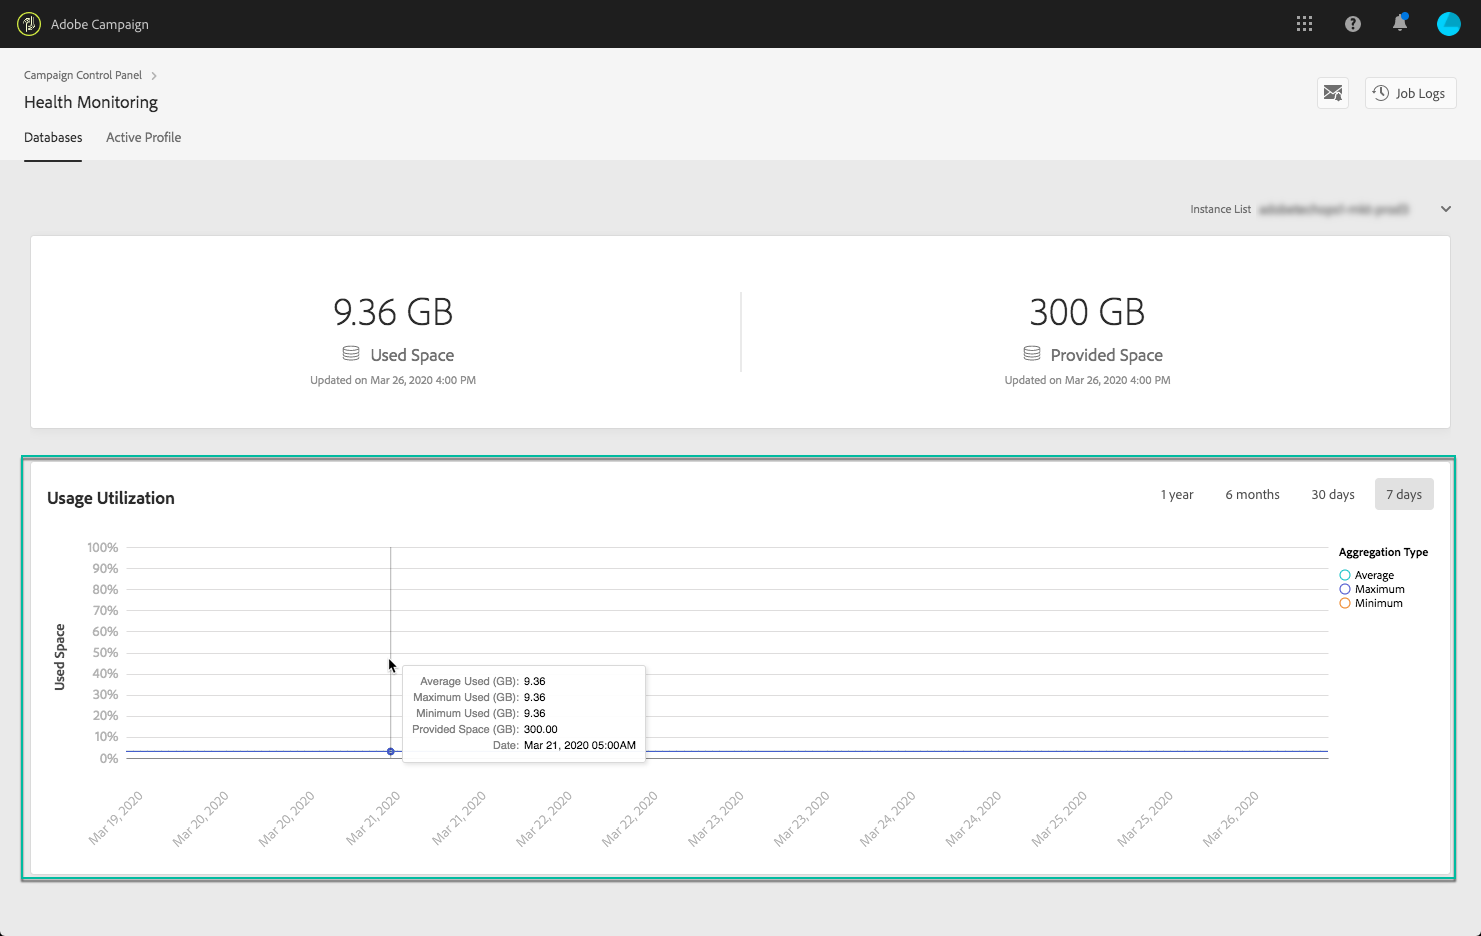 Adobe Campaign
Campaign Control Panel
Health Monitoring
Job Logs
Databases Active Profile
Instance List
9.36 GB
Used Space
Updated on Mar 26, 2020 4:00 PM
300 GB
Provided Space
Updated on Mar 26, 2020 4:00 PM
Usage Utilization
1 year 6 months 30 days 7 days
100%
90%
80%
70%
60%
50%
40%
30%
20%
10%
0%
Used Space
Aggregation Type
Average
Maximum
Minimum
Average Used (GB): 9.36
Maximum Used (GB): 9.36
Minimum Used (GB): 9.36
Provided Space (GB): 300.00
Date: Mar 21, 2020 05:00AM
Mar 19, 2020
Mar 20, 2020
Mar 20, 2020
Mar 21, 2020
Mar 21, 2020
Mar 22, 2020
Mar 22, 2020
Mar 23, 2020
Mar 23, 2020
Mar 24, 2020
Mar 24, 2020
Mar 25, 2020
Mar 25, 2020
Mar 26, 2020